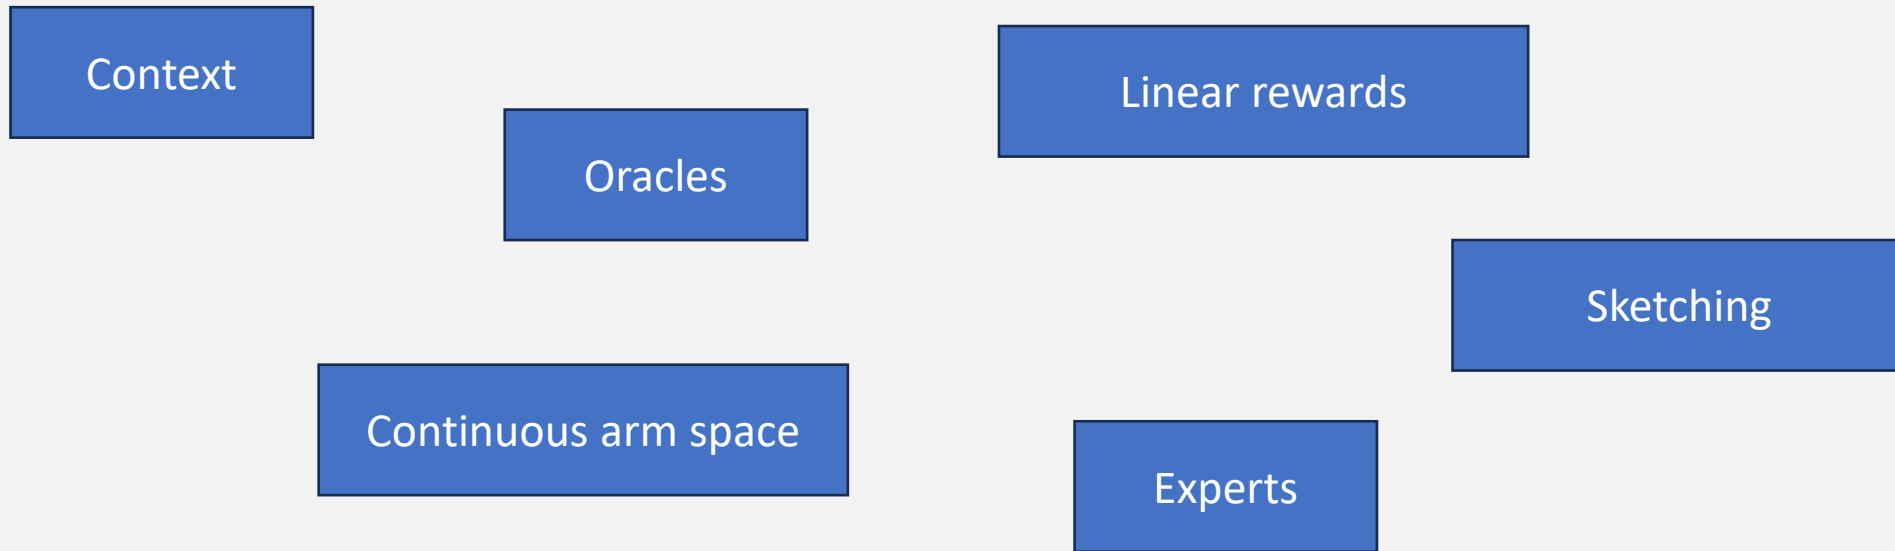 Context
Linear rewards
Oracles
Sketching
Continuous arm space
Experts